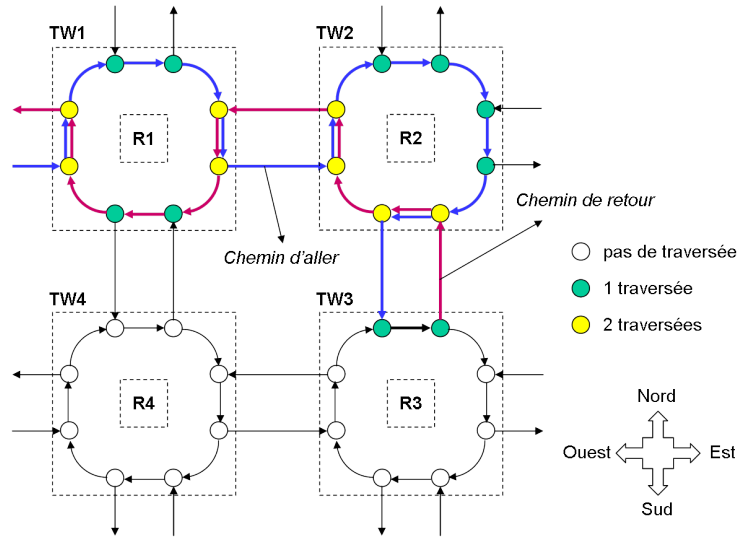 TW1
TW2
R1
R2
Chemin de retour
Chemin d'aller
pas de traversée
1 traversée
2 traversées
TW4
TW3
R4
R3
Nord
Ouest
Est
Sud